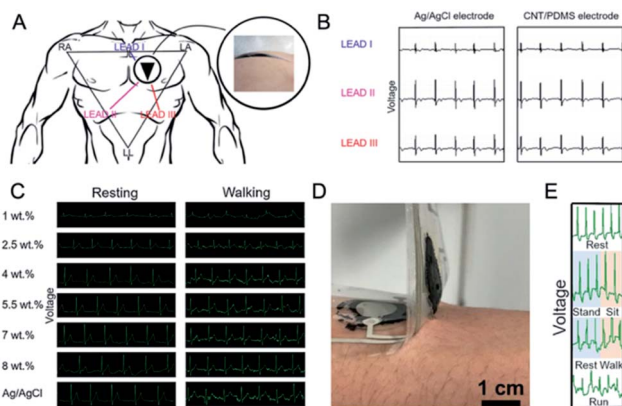 A
RA
LEAD I
LA
LEAD II
LEAD III
LL
B
Ag/AgCl electrode
CNT/PDMS electrode
LEAD I
LEAD II
LEAD III
Voltage
C
Resting
Walking
1 wt.%
2.5 wt.%
4 wt.%
5.5 wt.%
7 wt.%
8 wt.%
Ag/AgCl
Voltage
D
1 cm
E
Voltage
Rest
Stand Sit
Rest Walk
Run